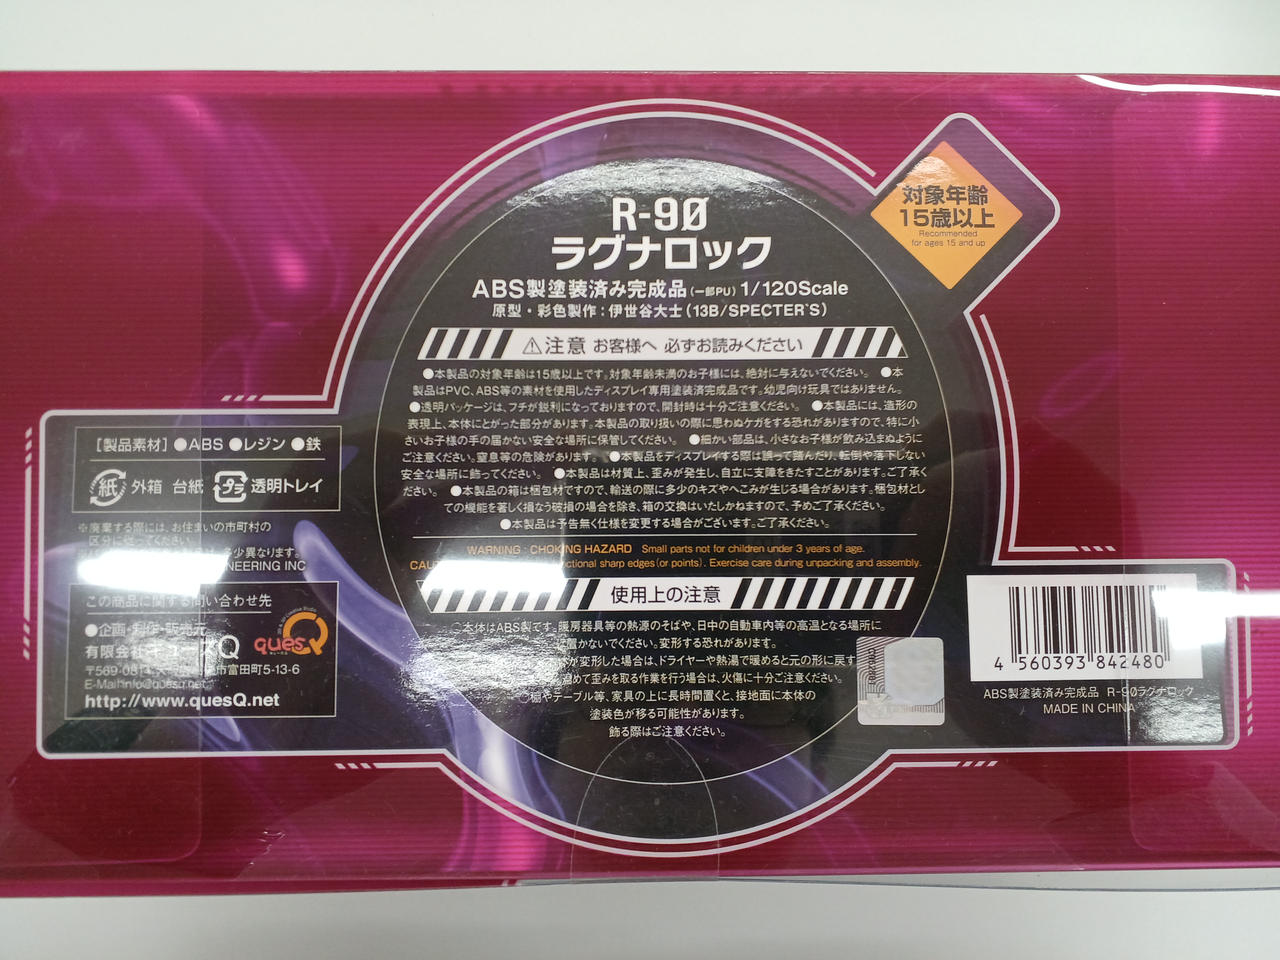 R-90
ラグナロック
ABS製塗装済み完成品(一部PU) 1/120Scale
原型・彩色製作：伊世谷大士(13B/SPECTER'S)
対象年齢
15歳以上
Recommended
for ages 15 and up
⚠注意 お客様へ 必ずお読みください
●本製品の対象年齢は15歳以上です。対象年齢未満のお子様には、絶対に与えないでください。 ●本
製品はPVC、ABS等の素材を使用したディスプレイ専用塗装済完成品です。幼児向け玩具ではありません。
●透明パッケージは、フチが鋭利になっておりますので、開封時は十分ご注意ください。 ●本製品には、造形の
表現上、本体にとがった部分があります。本製品の取り扱いの際に思わぬケガをする恐れがありますので、特に小
さいお子様の手の届かない安全な場所に保管してください。 ●細かい部品は、小さなお子様が飲み込まぬように
ご注意ください。窒息等の危険があります。 ●本製品をディスプレイする際は誤って踏んだり、転倒や落下しない
安全な場所に飾ってください。 ●本製品は材質上、歪みが発生し、自立に支障をきたすことがあります。ご了承く
ださい。 ●本製品の箱は梱包材ですので、輸送の際に多少のキズやへこみが生じる場合があります。梱包材とし
ての機能を著しく損なう破損の場合を除き、箱の交換はいたしかねますので、予めご了承ください。
●本製品は予告無く仕様を変更する場合がございます。ご了承ください。
WARNING : CHOKING HAZARD Small parts not for children under 3 years of age.
ctional sharp edges (or points). Exercise care during unpacking and assembly.
使用上の注意
○本体はABS製です。暖房器具等の熱源のそばや、日中の自動車内等の高温となる場所に
置かないでください。変形する恐れがあります。
が変形した場合は、ドライヤーや熱湯で暖めると元の形に戻す
めて歪みを取る作業を行う場合は、火傷に十分ご注意ください。
棚やテーブル等、家具の上に長時間置くと、接地面に本体の
塗装色が移る可能性があります。
飾る際はご注意ください。
[製品素材] ●ABS ●レジン ●鉄
紙 外箱 台紙 プラ 透明トレイ
※廃棄する際には、お住まいの市町村の
区分に従ってください
多少異なります。
NEERING INC
この商品に関する問い合わせ先
●企画・制作・販売元
有限会社キューズQ
quesQ
〒569-0814 市富田町5-13-6
http://www.quesQ.net
4 560393 842480
ABS製塗装済み完成品 R-90ラグナロック
MADE IN CHINA